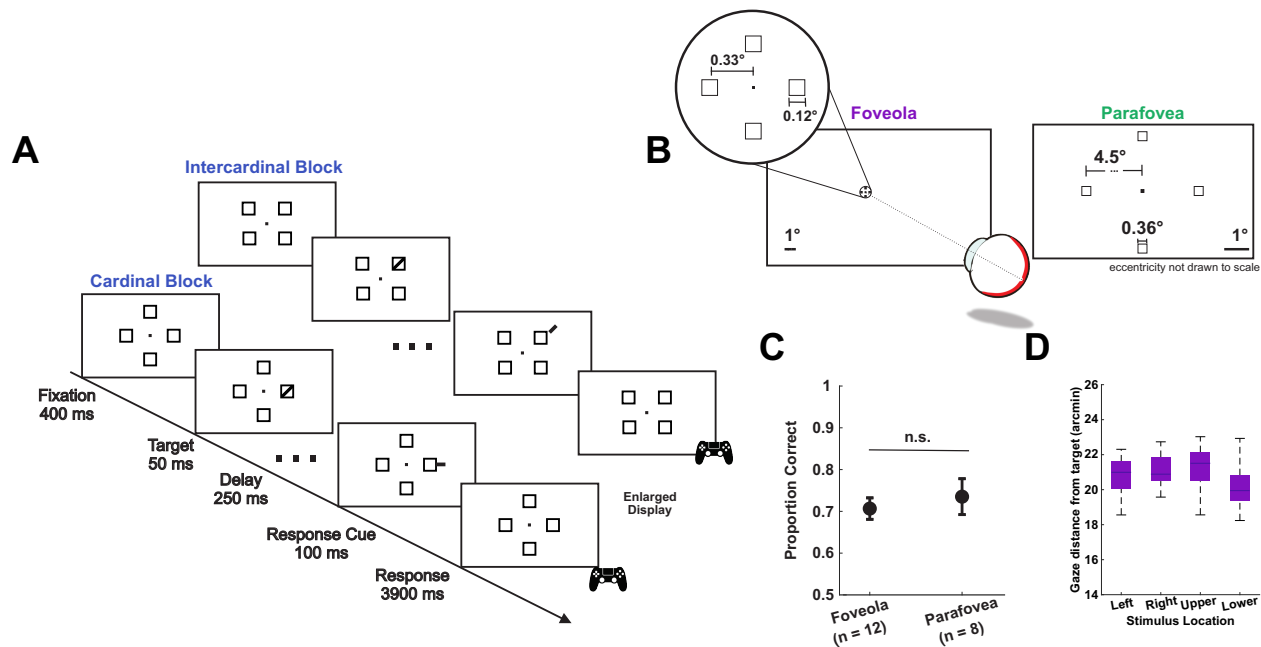 A
Intercardinal Block
Cardinal Block
Fixation
400 ms
Target
50 ms
Delay
250 ms
Response Cue
100 ms
Response
3900 ms
Enlarged
Display
B
Foveola
0.33°
0.12°
1°
Parafovea
4.5°
0.36°
1°
eccentricity not drawn to scale
C
Proportion Correct
1
0.9
0.8
0.7
0.6
0.5
n.s.
Foveola
(n = 12)
Parafovea
(n = 8)
D
Gaze distance from target (arcmin)
26
24
22
20
18
16
14
Left Right Upper Lower
Stimulus Location